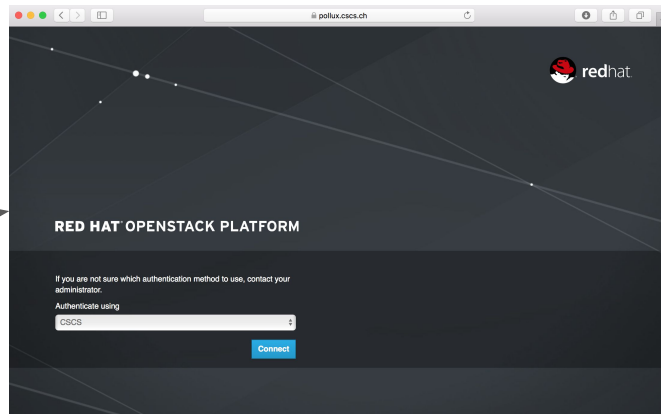 pollux.cscs.ch
redhat.
RED HAT® OPENSTACK PLATFORM
If you are not sure which authentication method to use, contact your
administrator.
Authenticate using
CSCS
Connect